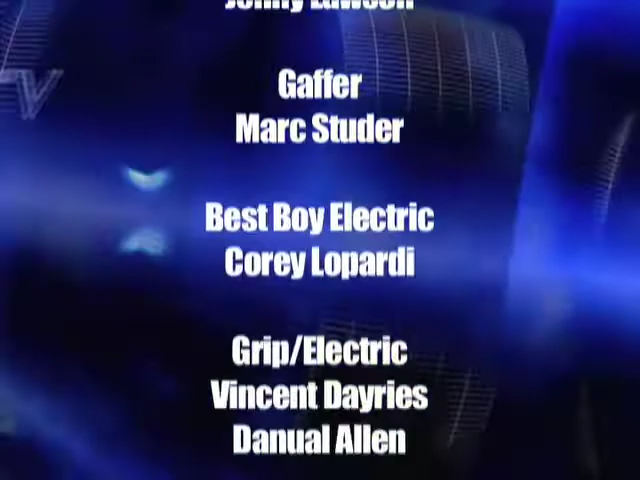 Gaffer
Marc Studer
Best Boy Electric
Corey Lopardi
Grip/Electric
Vincent Dayries
Danual Allen